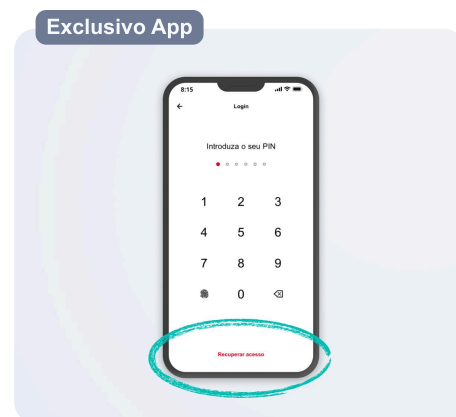 Exclusivo App
8:15
Login
Introduza o seu PIN
1 2 3
4 5 6
7 8 9
0
Recuperar acesso